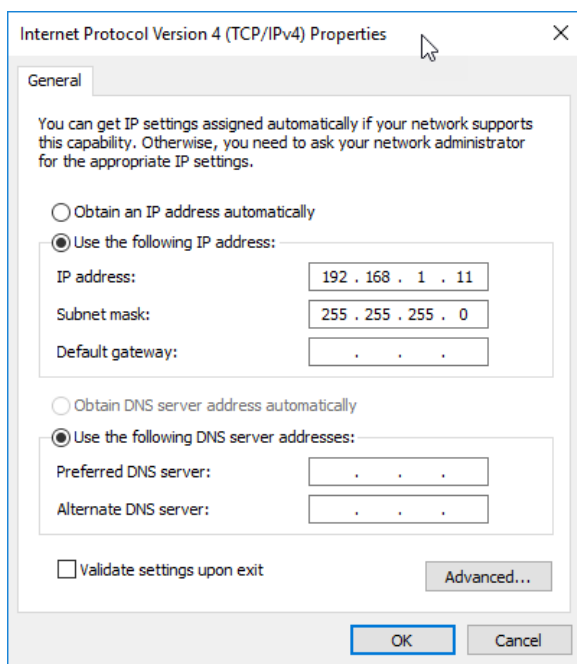 Internet Protocol Version 4 (TCP/IPv4) Properties
General
You can get IP settings assigned automatically if your network supports
this capability. Otherwise, you need to ask your network administrator
for the appropriate IP settings.
Obtain an IP address automatically
Use the following IP address:
IP address: 192 . 168 . 1 . 11
Subnet mask: 255 . 255 . 255 . 0
Default gateway: . . .
Obtain DNS server address automatically
Use the following DNS server addresses:
Preferred DNS server: . . .
Alternate DNS server: . . .
Validate settings upon exit
Advanced...
OK Cancel